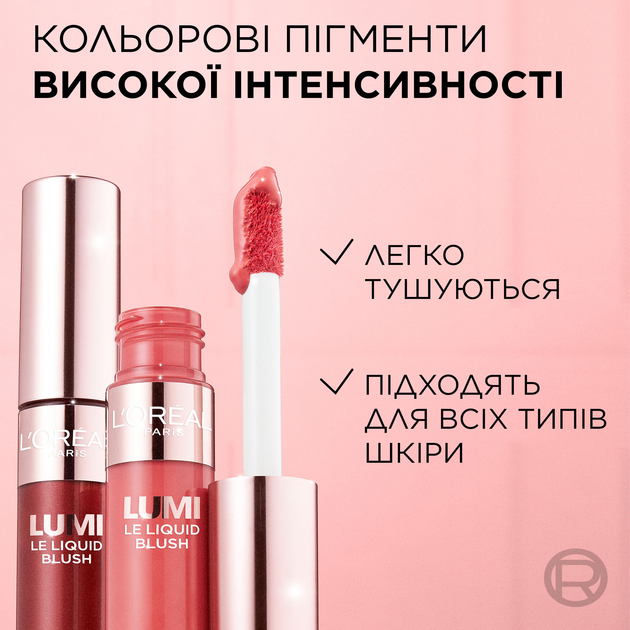 КОЛЬОРОВІ ПІГМЕНТИ
ВИСОКОЇ ІНТЕНСИВНОСТІ
ЛЕГКО
ТУШУЮТЬСЯ
ПІДХОДЯТЬ
ДЛЯ ВСІХ ТИПІВ
ШКІРИ
L'ORÉAL
PARIS
LUMI
LE LIQUID
BLUSH
L'ORÉAL
PARIS
LUMI
LE LIQUID
BLUSH
R